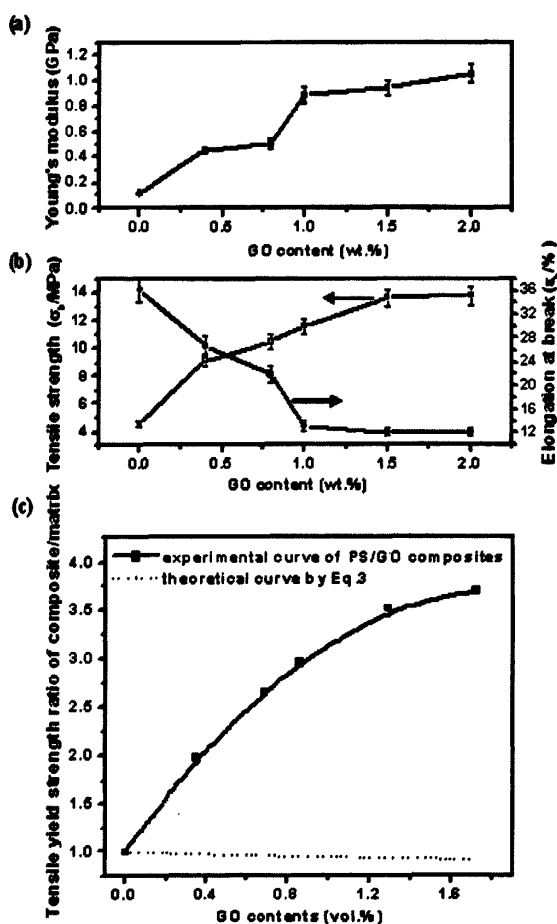 (a)
Young's modulus (GPa)
1.2
1.0
0.8
0.6
0.4
0.2
0.0
0.0 0.5 1.0 1.5 2.0
GO content (wt.%)
(b)
Tensile strength (σb/MPa)
14
12
10
8
6
4
36
32
28
24
20
16
12
Elongation at break (εb/%)
0.0 0.5 1.0 1.5 2.0
GO content (wt.%)
(c)
Tensile yield strength ratio of composite/matrix
4.0
3.5
3.0
2.5
2.0
1.5
1.0
experimental curve of PS/GO composites
theoretical curve by Eq.3
0.0 0.4 0.8 1.2 1.6
GO contents (vol.%)